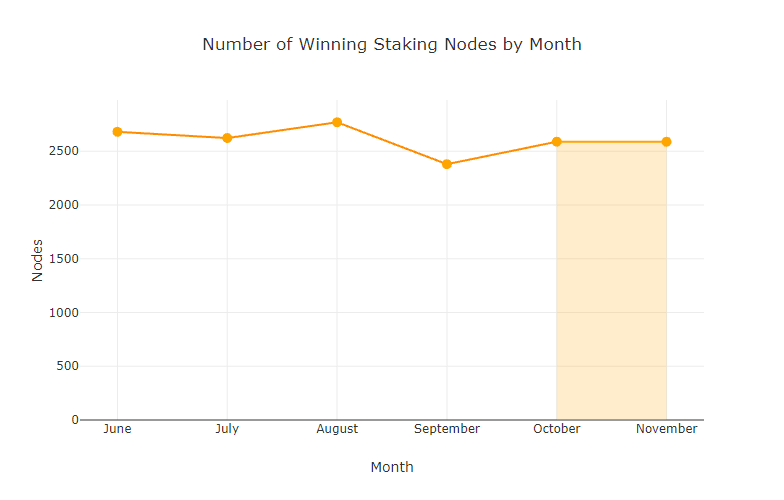 Number of Winning Staking Nodes by Month
2500
2000
1500
1000
500
0
Nodes
June July August September October November
Month